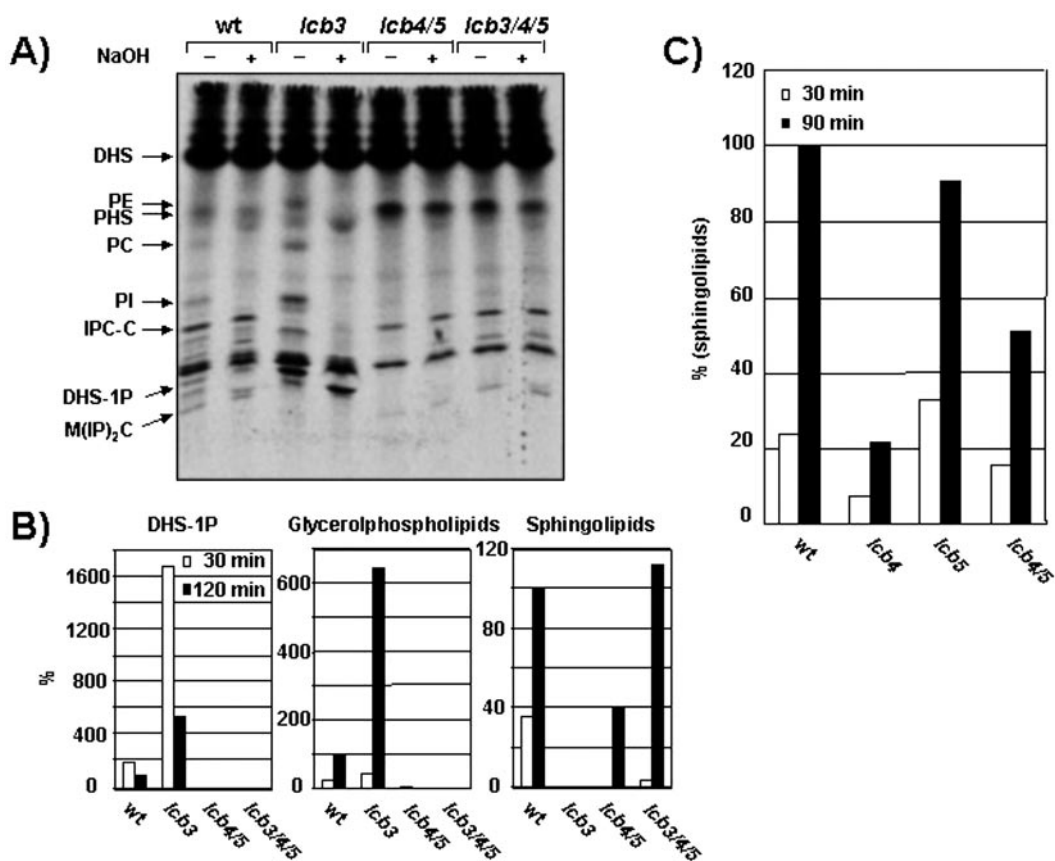 A)
wt lcb3 lcb4/5 lcb3/4/5
NaOH – + – + – + – +
DHS
PE
PHS
PC
PI
IPC-C
DHS-1P
M(IP)2C
B)
DHS-1P
1600
1200
800
400
0
%
30 min
120 min
wt lcb3 lcb4/5 lcb3/4/5
Glycerolphospholipids
600
400
200
0
wt lcb3 lcb4/5 lcb3/4/5
Sphingolipids
120
80
40
0
wt lcb3 lcb4/5 lcb3/4/5
C)
120
100
80
60
40
20
0
% (sphingolipids)
30 min
90 min
wt lcb4 lcb5 lcb4/5